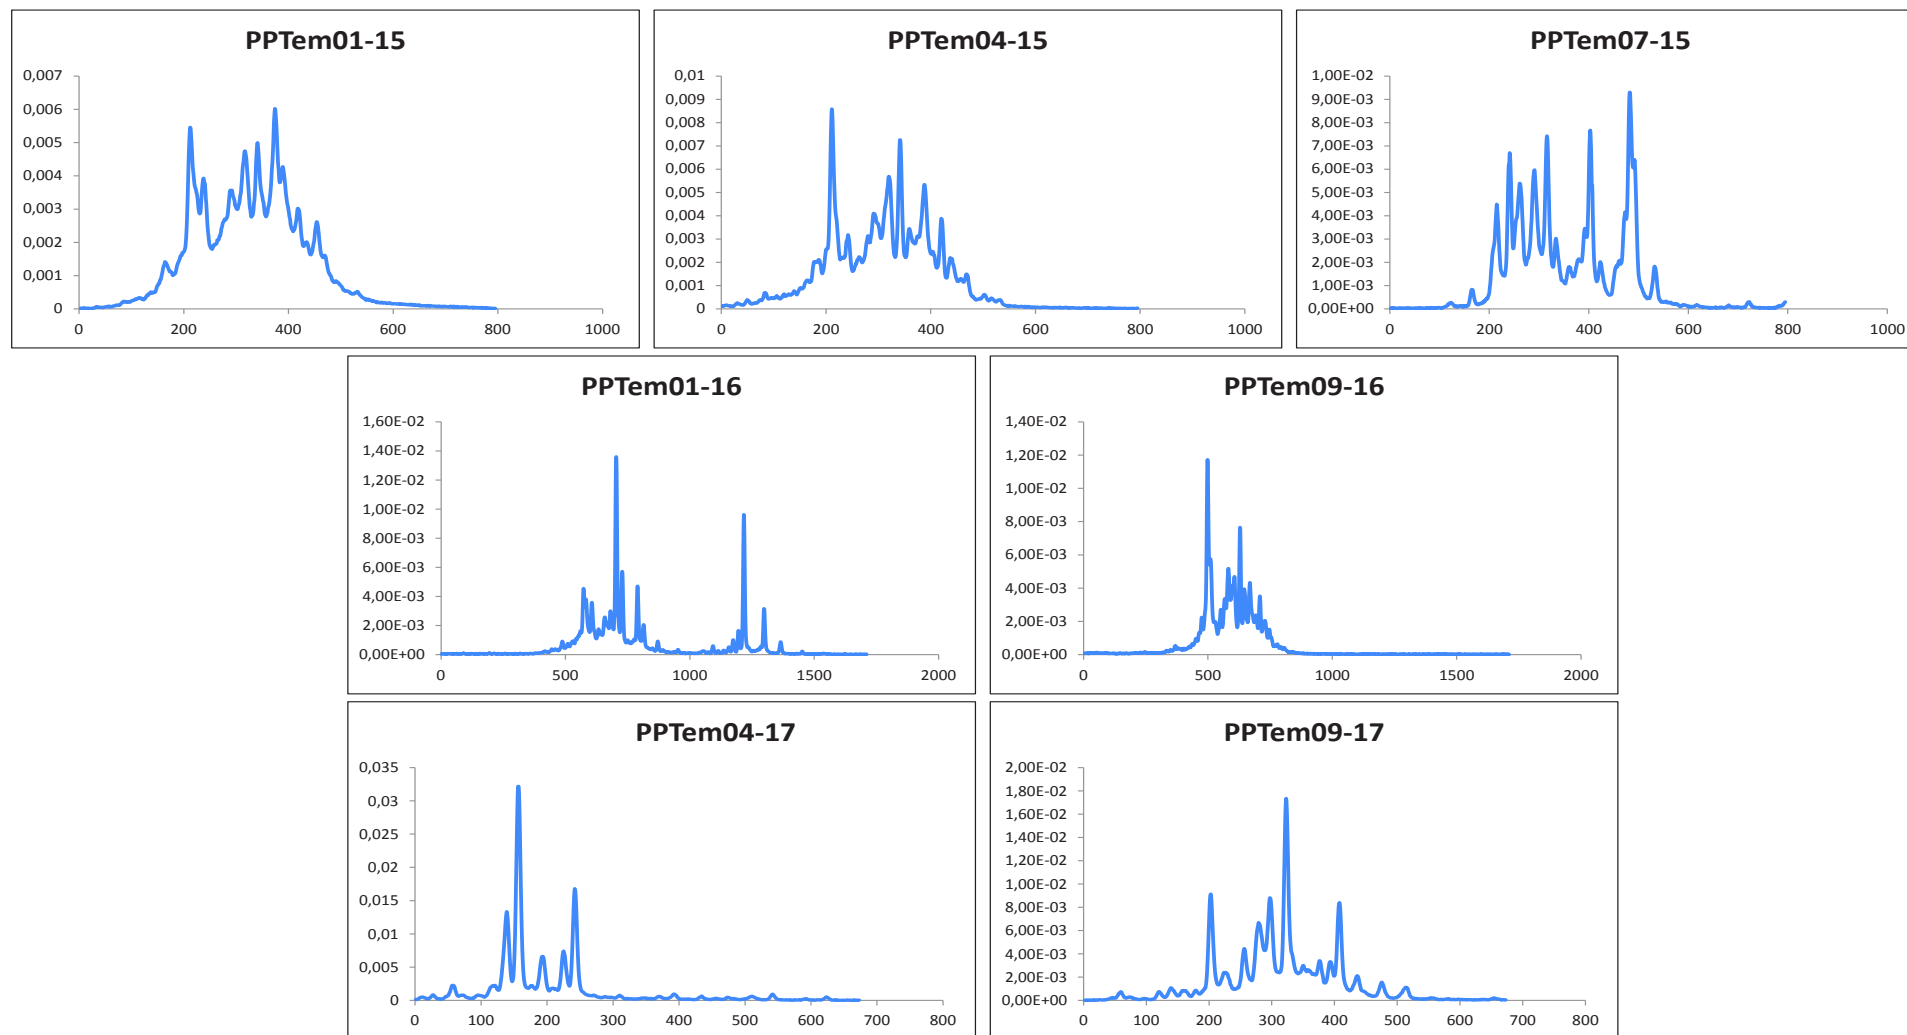 PPTem01-15
0,007
0,006
0,005
0,004
0,003
0,002
0,001
0
0 200 400 600 800 1000
PPTem04-15
0,01
0,009
0,008
0,007
0,006
0,005
0,004
0,003
0,002
0,001
0
0 200 400 600 800 1000
PPTem07-15
1,00E-02
9,00E-03
8,00E-03
7,00E-03
6,00E-03
5,00E-03
4,00E-03
3,00E-03
2,00E-03
1,00E-03
0,00E+00
0 200 400 600 800 1000
PPTem01-16
1,60E-02
1,40E-02
1,20E-02
1,00E-02
8,00E-03
6,00E-03
4,00E-03
2,00E-03
0,00E+00
0 500 1000 1500 2000
PPTem09-16
1,40E-02
1,20E-02
1,00E-02
8,00E-03
6,00E-03
4,00E-03
2,00E-03
0,00E+00
0 500 1000 1500 2000
PPTem04-17
0,035
0,03
0,025
0,02
0,015
0,01
0,005
0
0 100 200 300 400 500 600 700 800
PPTem09-17
2,00E-02
1,80E-02
1,60E-02
1,40E-02
1,20E-02
1,00E-02
8,00E-03
6,00E-03
4,00E-03
2,00E-03
0,00E+00
0 100 200 300 400 500 600 700 800